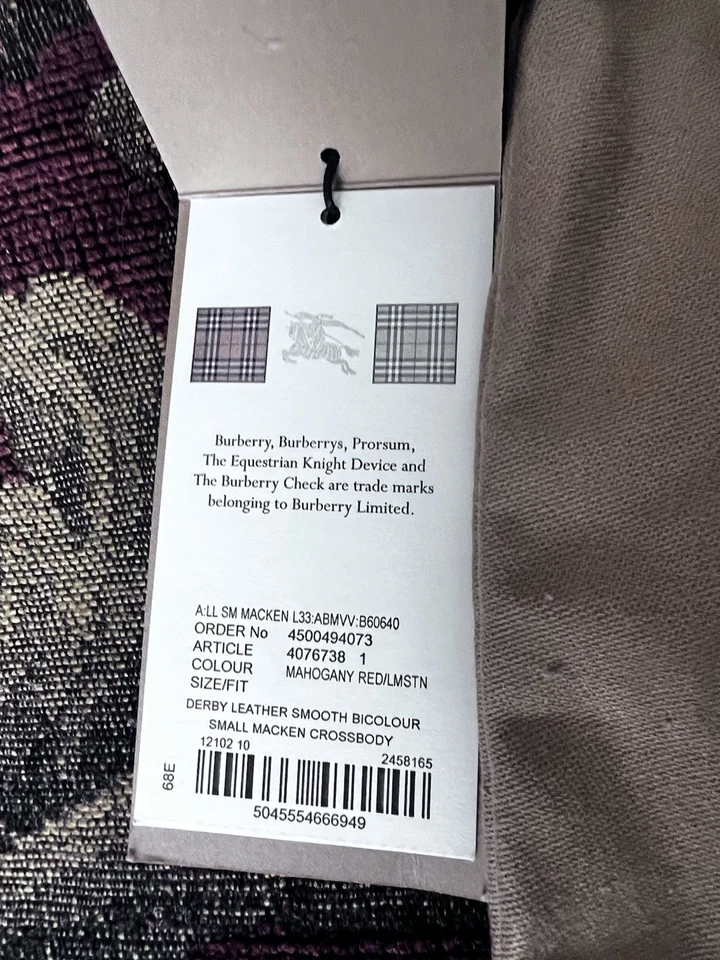 Burberry, Burberrys, Prorsum,
The Equestrian Knight Device and
The Burberry Check are trade marks
belonging to Burberry Limited.
A:LL SM MACKEN L33:ABMVV:B60640
ORDER No 4500494073
ARTICLE 4076738 1
COLOUR MAHOGANY RED/LMSTN
SIZE/FIT
DERBY LEATHER SMOOTH BICOLOUR
SMALL MACKEN CROSSBODY
12102 10 2458165
68E
5045554666949